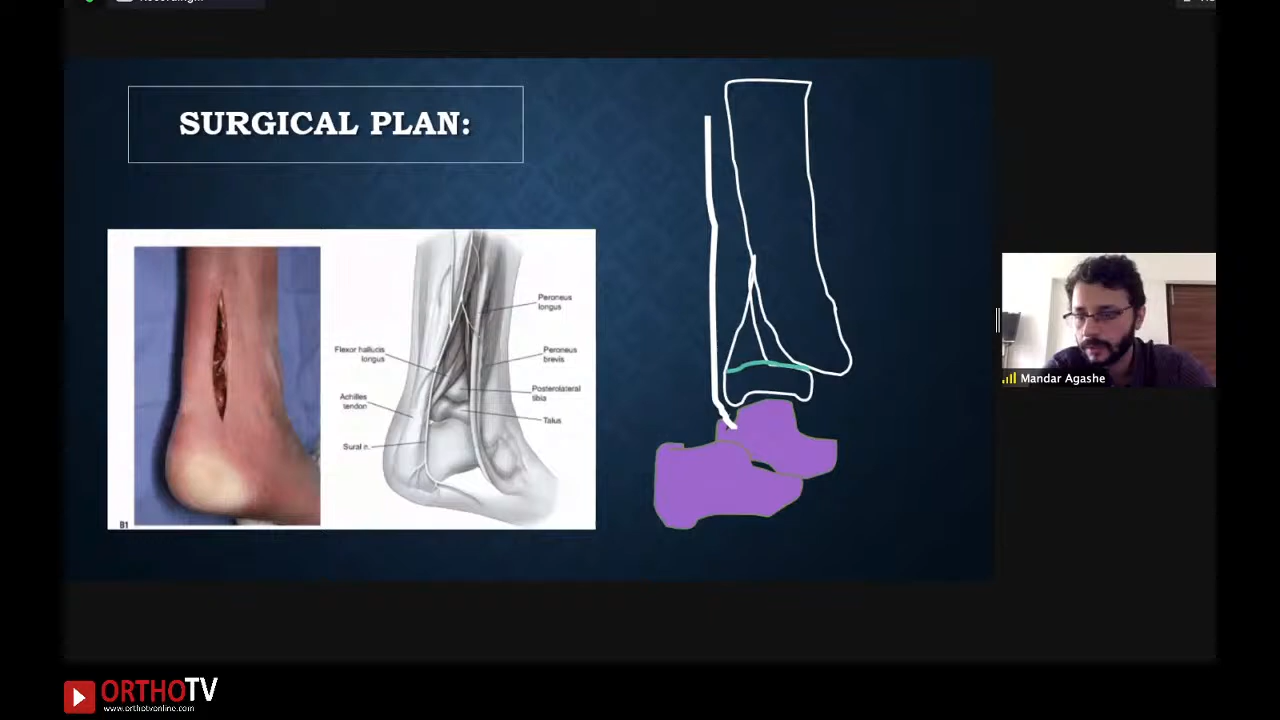 Recording...
SURGICAL PLAN:
Peroneus
longus
Flexor hallucis
longus
Peroneus
brevis
Achilles
tendon
Posterolateral
tibia
Talus
Sural n.
B1
Mandar Agashe
ORTHOTV
www.orthotvonline.com